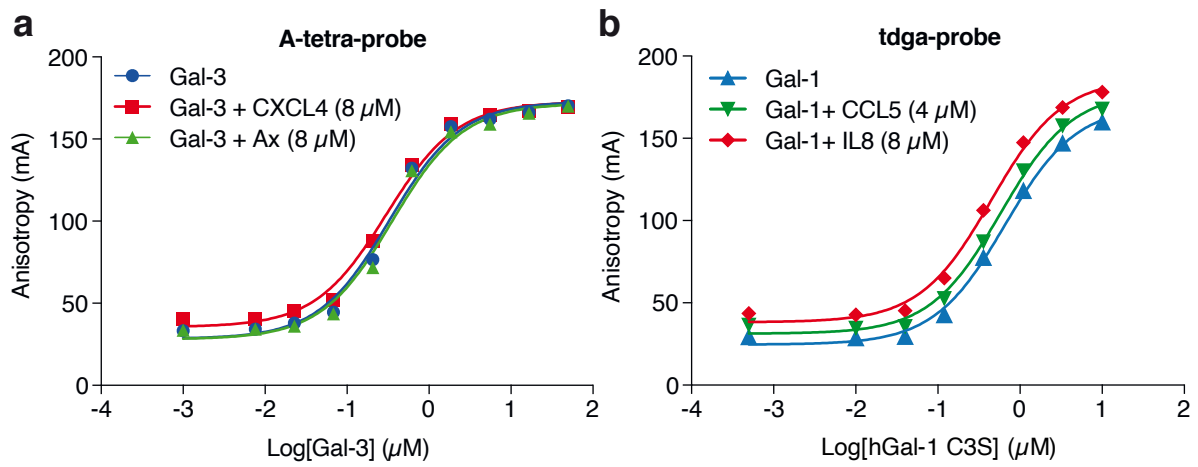 a
A-tetra-probe
200
150
100
50
0
Anisotropy (mA)
Gal-3
Gal-3 + CXCL4 (8 µM)
Gal-3 + Ax (8 µM)
-4 -3 -2 -1 0 1 2
Log[Gal-3] (µM)
b
tdga-probe
200
150
100
50
0
Anisotropy (mA)
Gal-1
Gal-1+ CCL5 (4 µM)
Gal-1+ IL8 (8 µM)
-4 -3 -2 -1 0 1 2
Log[hGal-1 C3S] (µM)